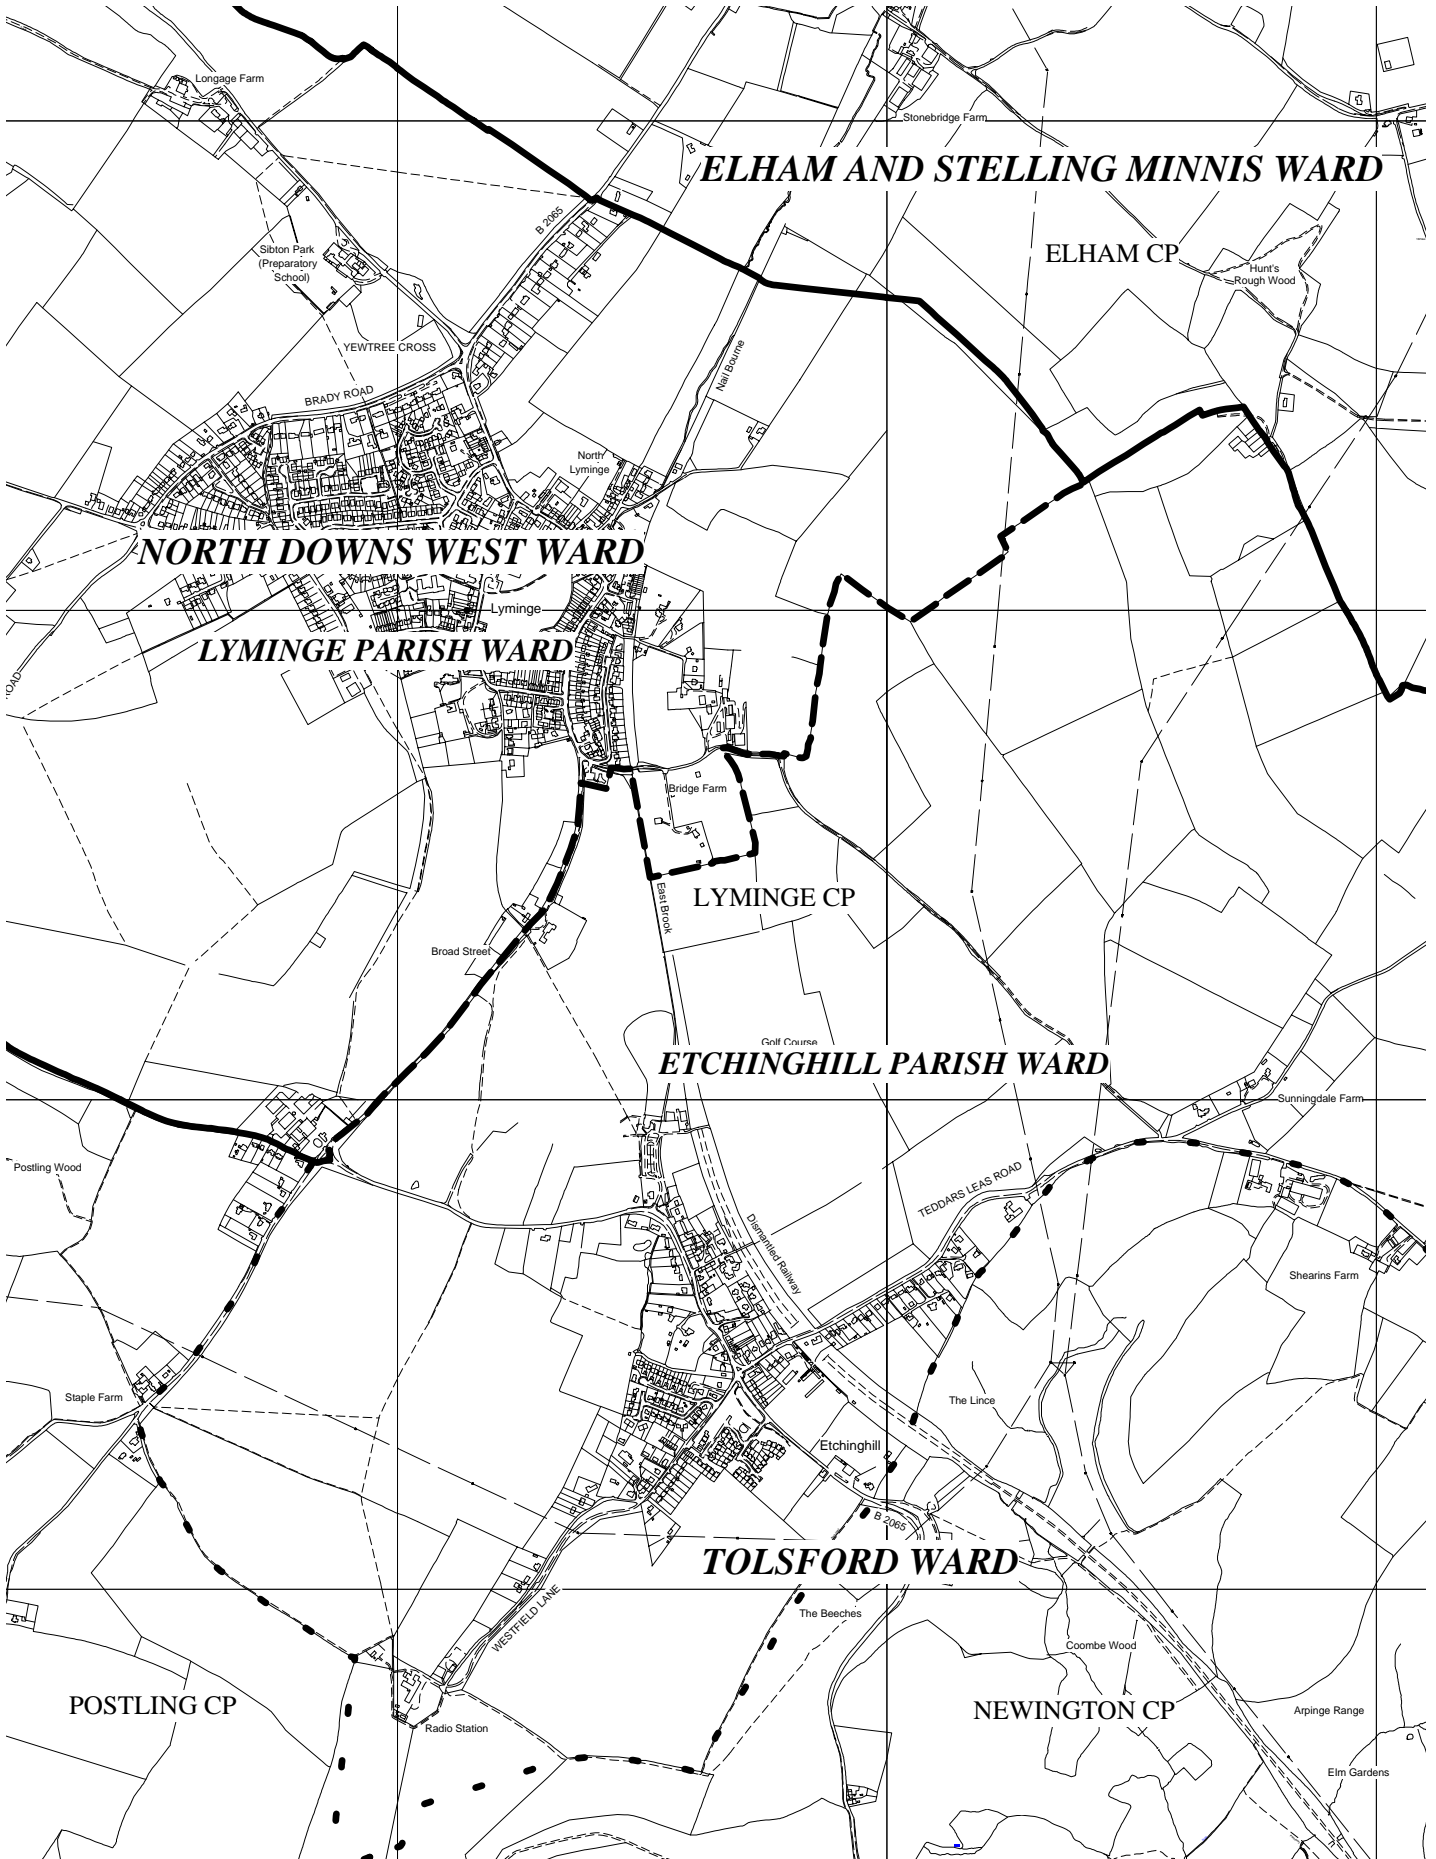 Longage Farm
Stonebridge Farm
ELHAM AND STELLING MINNIS WARD
B 2065
ELHAM CP
Sibton Park
(Preparatory
School)
Hunt's
Rough Wood
YEWTREE CROSS
Nail Bourne
BRADY ROAD
North
Lyminge
NORTH DOWNS WEST WARD
Lyminge
LYMINGE PARISH WARD
ROAD
Bridge Farm
LYMINGE CP
East Brook
Broad Street
Golf Course
ETCHINGHILL PARISH WARD
Sunningdale Farm
Postling Wood
TEDDARS LEAS ROAD
Dismantled Railway
Shearins Farm
Staple Farm
The Lince
Etchinghill
B 2065
TOLSFORD WARD
WESTFIELD LANE
The Beeches
Coombe Wood
POSTLING CP
NEWINGTON CP
Arpinge Range
Radio Station
Elm Gardens